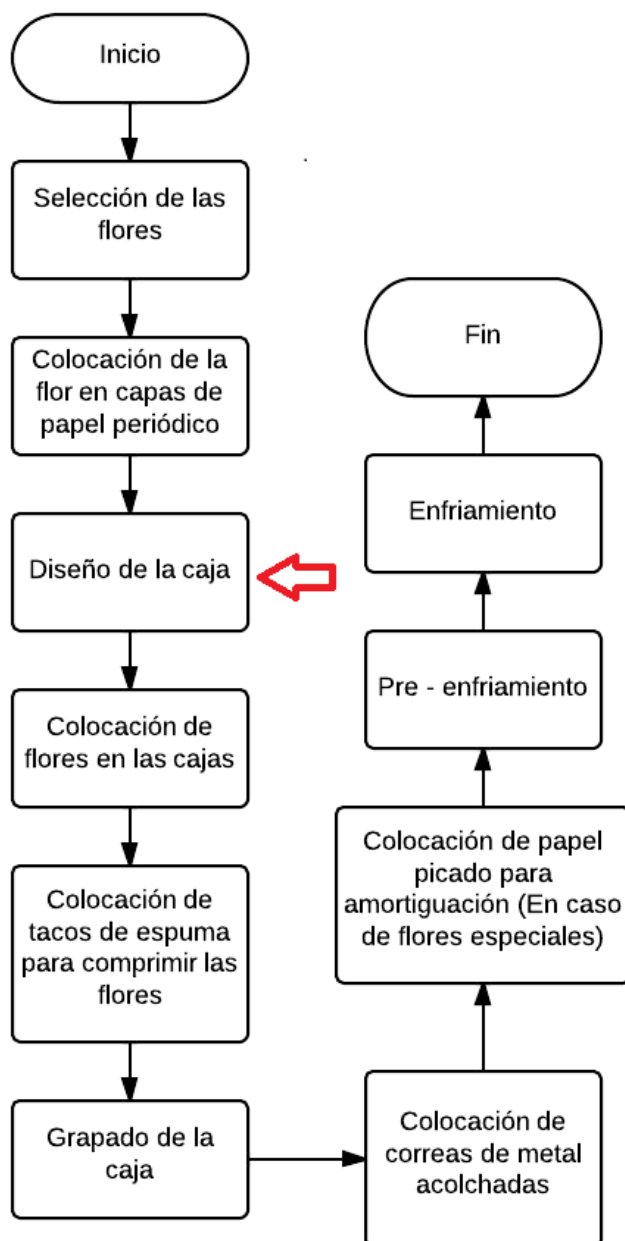 Inicio
Selección de las
flores
Colocación de la
flor en capas de
papel periódico
Diseño de la caja
Colocación de
flores en las cajas
Colocación de
tacos de espuma
para comprimir las
flores
Grapado de la
caja
Colocación de
correas de metal
acolchadas
Colocación de papel
picado para
amortiguación (En caso
de flores especiales)
Pre - enfriamiento
Enfriamiento
Fin